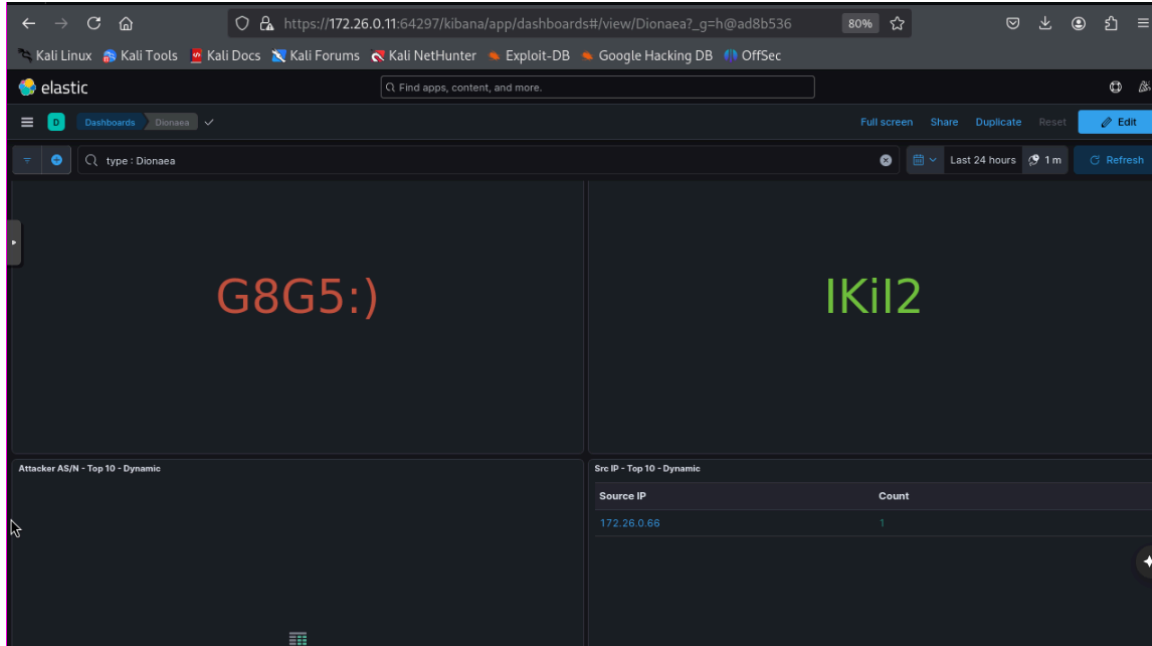 https://172.26.0.11:64297/kibana/app/dashboards#/view/Dionaea?_g=h@ad8b536
80%
Kali Linux Kali Tools Kali Docs Kali Forums Kali NetHunter Exploit-DB Google Hacking DB OffSec
elastic
Find apps, content, and more.
D Dashboards Dionaea Full screen Share Duplicate Reset Edit
type : Dionaea Last 24 hours 1 m Refresh
G8G5:) IKil2
Attacker AS/N - Top 10 - Dynamic
Src IP - Top 10 - Dynamic
Source IP Count
172.26.0.66 1